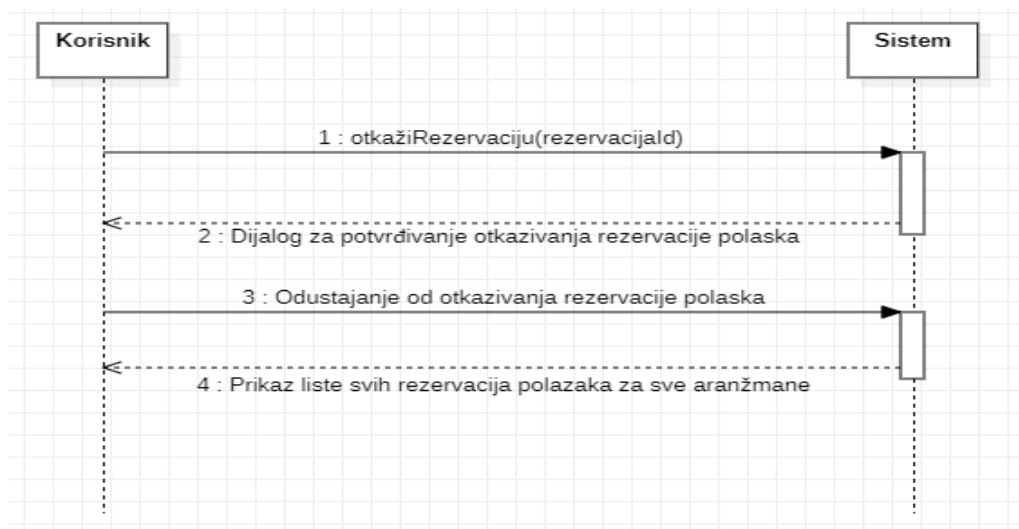 Korisnik
Sistem
1 : otkažiRezervaciju(rezervacijaId)
2 : Dijalog za potvrđivanje otkazivanja rezervacije polaska
3 : Odustajanje od otkazivanja rezervacije polaska
4 : Prikaz liste svih rezervacija polazaka za sve aranžmane